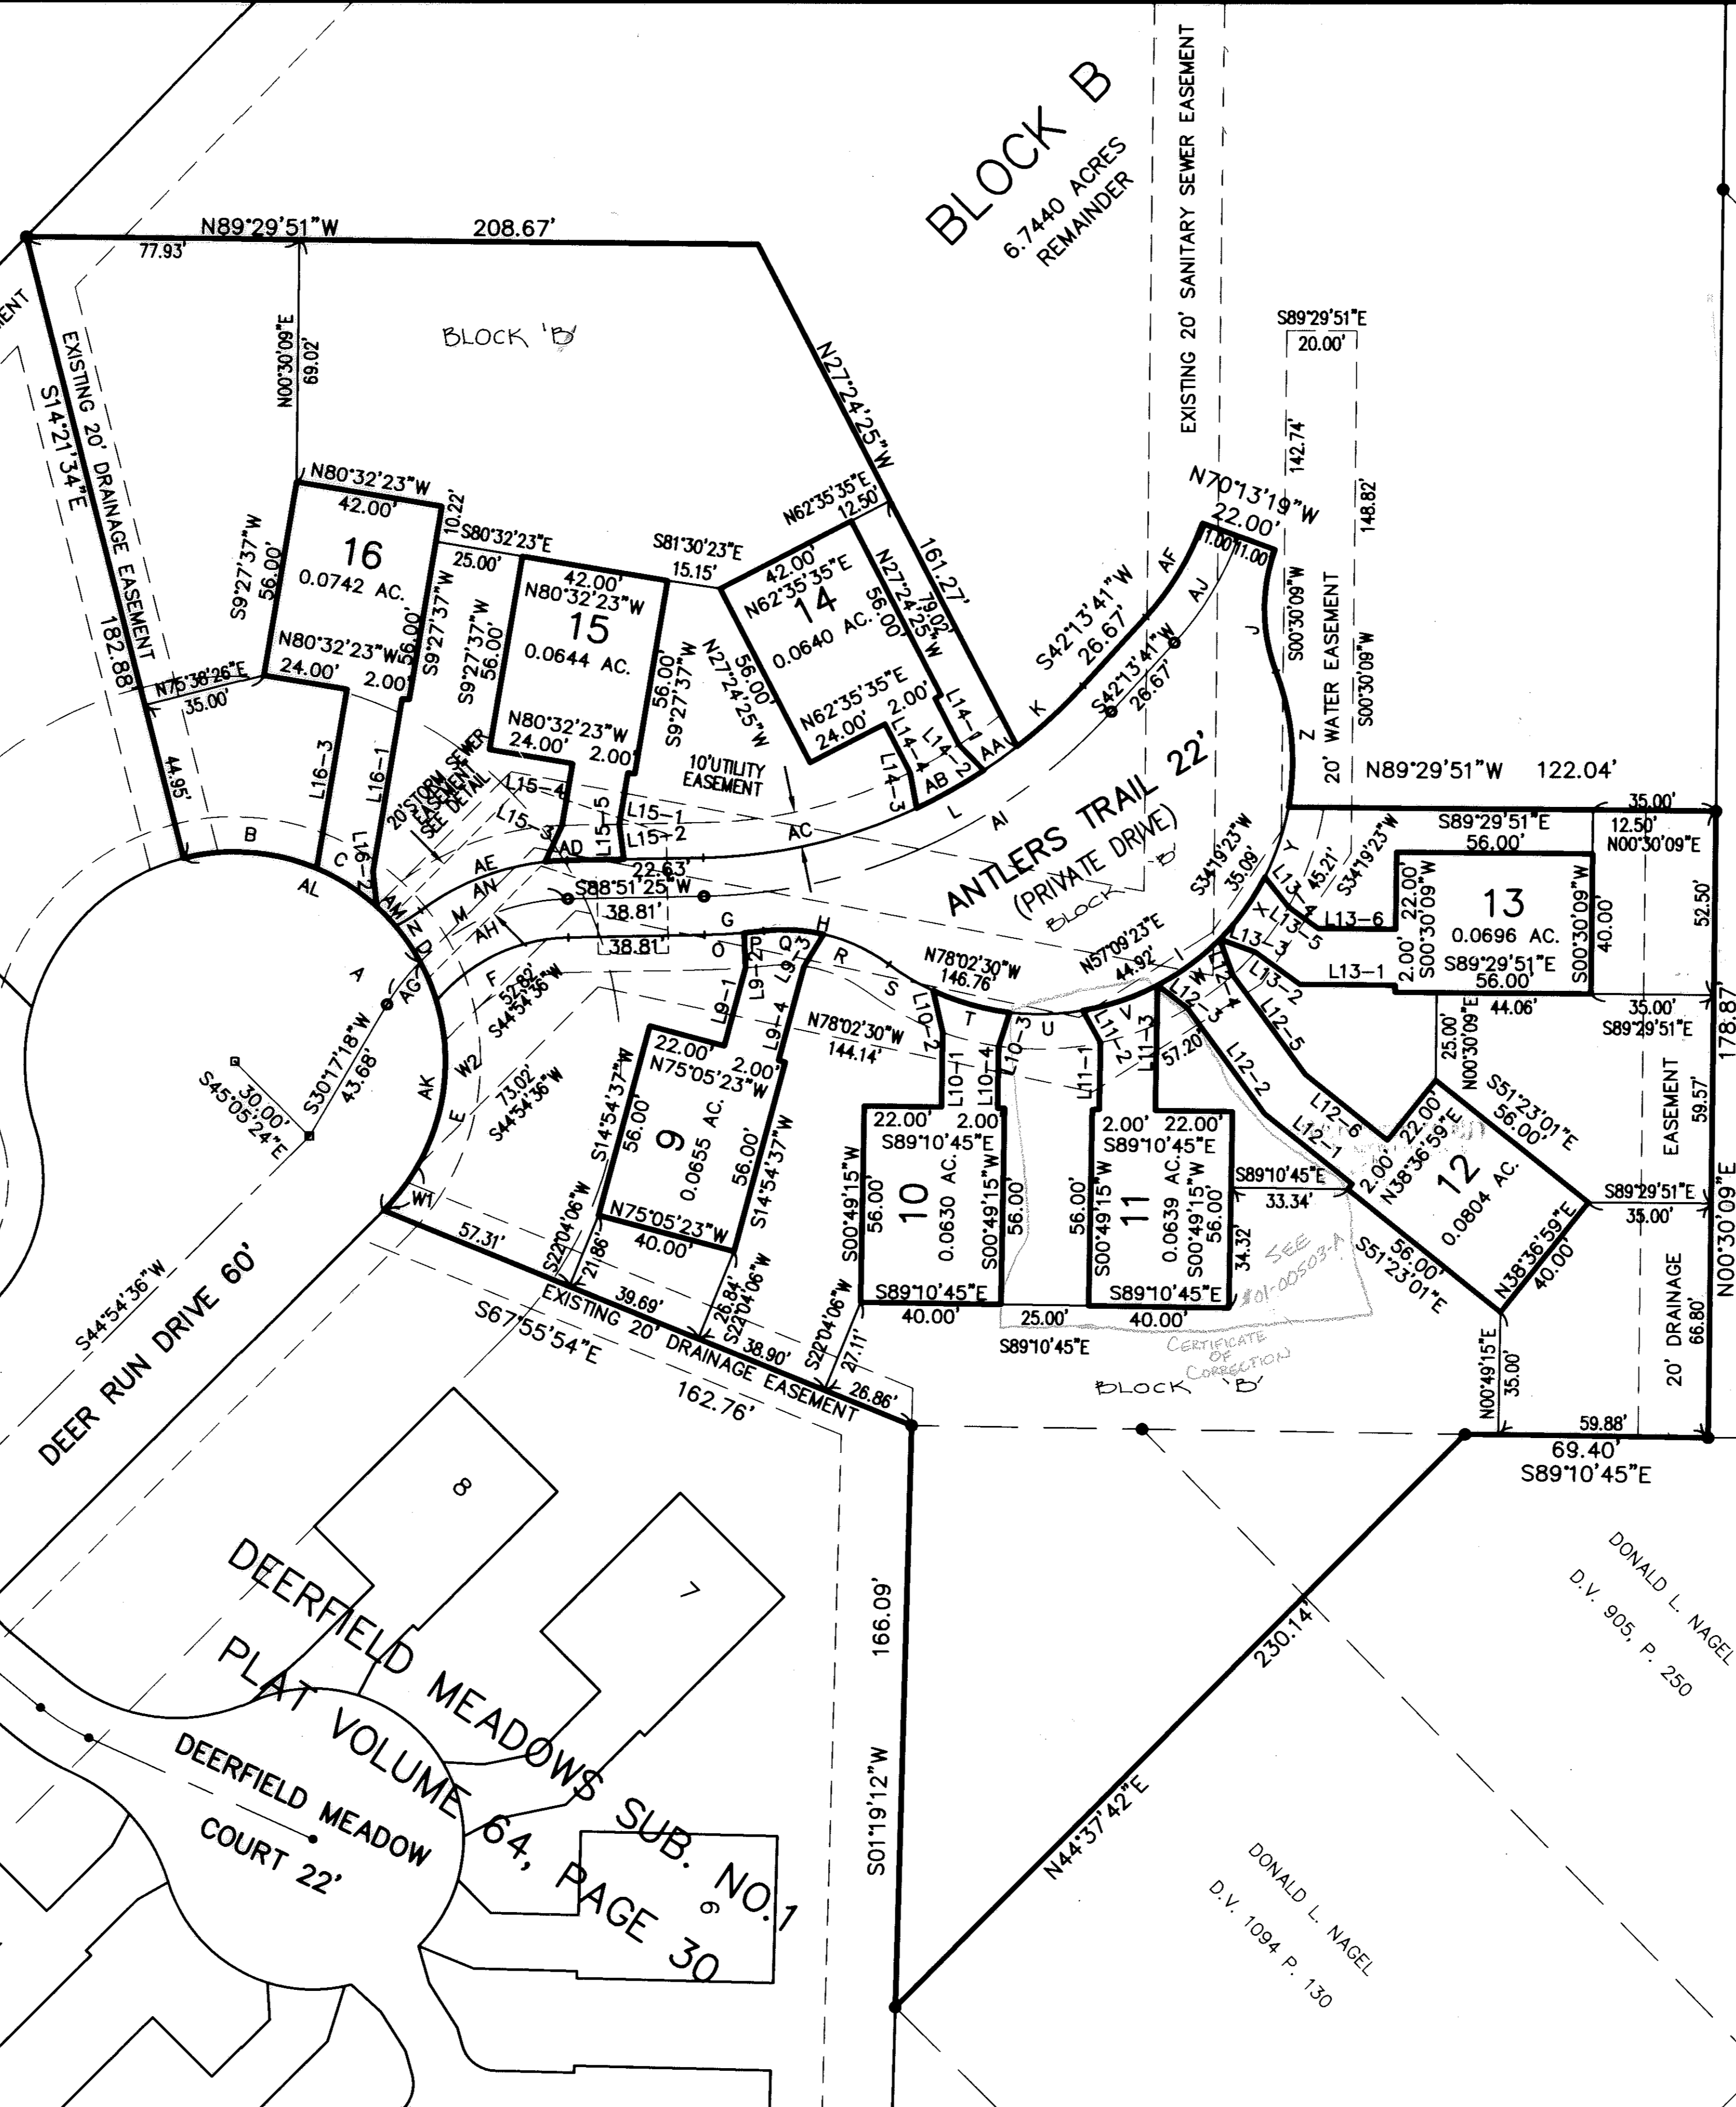 BLOCK B
6.7440 ACRES
REMAINDER
EXISTING 20' SANITARY SEWER EASEMENT
N89°29'51"W 208.67'
77.93'
N00°30'09"E
69.02'
BLOCK 'B'
EXISTING 20' DRAINAGE EASEMENT
S14°21'34"E
182.88'
44.95'
N27°24'25"W
161.27'
79.02'
S89°29'51"E
20.00'
142.74'
148.82'
S00°30'09"W
S00°30'09"W
20' WATER EASEMENT
N80°32'23"W
42.00'
10.22'
S9°27'37"W
56.00'
16
0.0742 AC.
N80°32'23"W
24.00'
2.00'
56.00'
S9°27'37"W
N75°38'26"E
35.00'
L16-3
L16-1
L16-2
S80°32'23"E
25.00'
42.00'
N80°32'23"W
15
0.0644 AC.
S9°27'37"W
56.00'
56.00'
S9°27'37"W
N80°32'23"W
24.00'
2.00'
L15-4
L15-3
L15-5
L15-1
L15-2
20' STORM SEWER
EASEMENT
SEE DETAIL
S81°30'23"E
15.15'
N62°35'35"E
12.50'
42.00'
N62°35'35"E
14
0.0640 AC.
N27°24'25"W
56.00'
56.00'
N27°24'25"W
N62°35'35"E
24.00'
2.00'
L14-1
L14-2
L14-4
L14-3
10' UTILITY
EASEMENT
N70°13'19"W
22.00'
11.00'
11.00'
AF
AJ
J
K
S42°13'41"W
26.67'
S42°13'41"W
26.67'
AA
AB
L
AI
AC
Z
Y
ANTLERS TRAIL 22'
(PRIVATE DRIVE)
BLOCK 'B'
N89°29'51"W 122.04'
35.00'
12.50'
N00°30'09"E
S89°29'51"E
56.00'
22.00'
S00°30'09"W
2.00'
13
0.0696 AC.
S89°29'51"E
56.00'
S00°30'09"W
40.00'
52.50'
44.06'
35.00'
S89°29'51"E
178.87'
N00°30'09"E
S34°19'23"W
35.09'
45.21'
S34°19'23"W
L13-4
L13-5
L13-6
L13-3
L13-2
L13-1
X
B
C
AL
AM
N
D
A
AG
AE
AN
M
AH
AD
22.63'
S88°51'25"W
38.81'
38.81'
F
52.82'
S44°54'36"W
G
H
O
P
Q
R
S
T
U
V
W
I
AK
W2
E
W1
73.02'
S44°54'36"W
S30°17'18"W
43.68'
30.00'
S45°05'24"E
N78°02'30"W
146.76'
N78°02'30"W
144.14'
N57°09'23"E
44.92'
57.20'
L9-2
L9-3
L9-1
L9-4
22.00'
2.00'
N75°05'23"W
S14°54'37"W
56.00'
9
0.0655 AC.
56.00'
S14°54'37"W
N75°05'23"W
40.00'
L10-2
L10-3
L10-1
L10-4
22.00'
2.00'
S89°10'45"E
S00°49'15"W
56.00'
10
0.0630 AC.
S00°49'15"W
56.00'
S89°10'45"E
40.00'
25.00'
S89°10'45"E
L11-2
L11-1
L11-3
2.00'
22.00'
S89°10'45"E
56.00'
S00°49'15"W
11
0.0639 AC.
S00°49'15"W
56.00'
S89°10'45"E
40.00'
S89°10'45"E
33.34'
34.32'
L12-4
L12-3
L12-5
L12-2
L12-6
L12-1
25.00'
N00°30'09"E
22.00'
2.00'
N38°36'59"E
S51°23'01"E
56.00'
12
0.0804 AC.
56.00'
S51°23'01"E
N38°36'59"E
40.00'
S89°29'51"E
35.00'
59.57'
66.80'
20' DRAINAGE EASEMENT
N00°49'15"E
35.00'
59.88'
69.40'
S89°10'45"E
SEE
#01-00503-A
CERTIFICATE
OF
CORRECTION
BLOCK 'B'
57.31'
S22°04'06"W
21.86'
39.69'
26.84'
S22°04'06"W
38.90'
S22°04'06"W
27.11'
26.86'
EXISTING 20' DRAINAGE EASEMENT
S67°55'54"E
162.76'
S44°54'36"W
DEER RUN DRIVE 60'
8
7
6
DEERFIELD MEADOWS SUB. NO.1
PLAT VOLUME 64, PAGE 30
DEERFIELD MEADOW
COURT 22'
166.09'
S01°19'12"W
230.14'
N44°37'42"E
DONALD L. NAGEL
D.V. 905, P. 250
DONALD L. NAGEL
D.V. 1094 P. 130